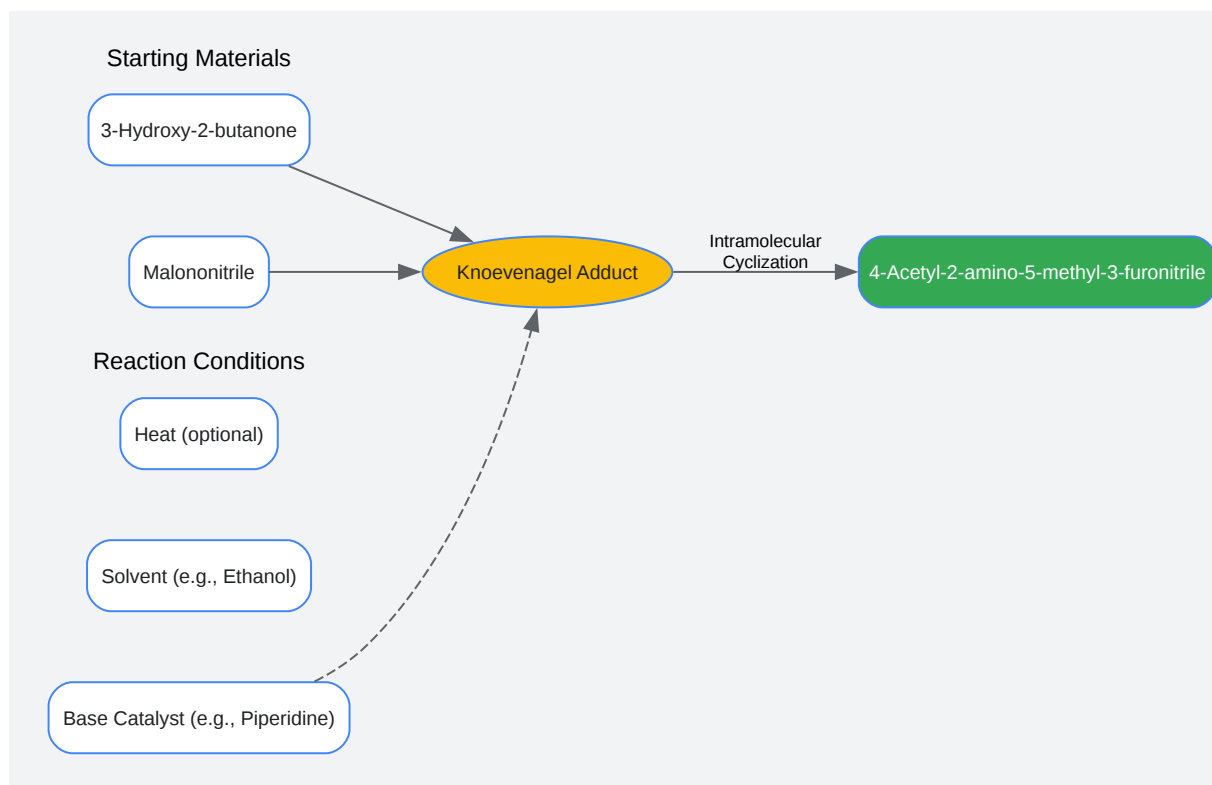 Starting Materials
3-Hydroxy-2-butanone
Malononitrile
Knoevenagel Adduct
Intramolecular
Cyclization
4-Acetyl-2-amino-5-methyl-3-furonitrile
Reaction Conditions
Heat (optional)
Solvent (e.g., Ethanol)
Base Catalyst (e.g., Piperidine)